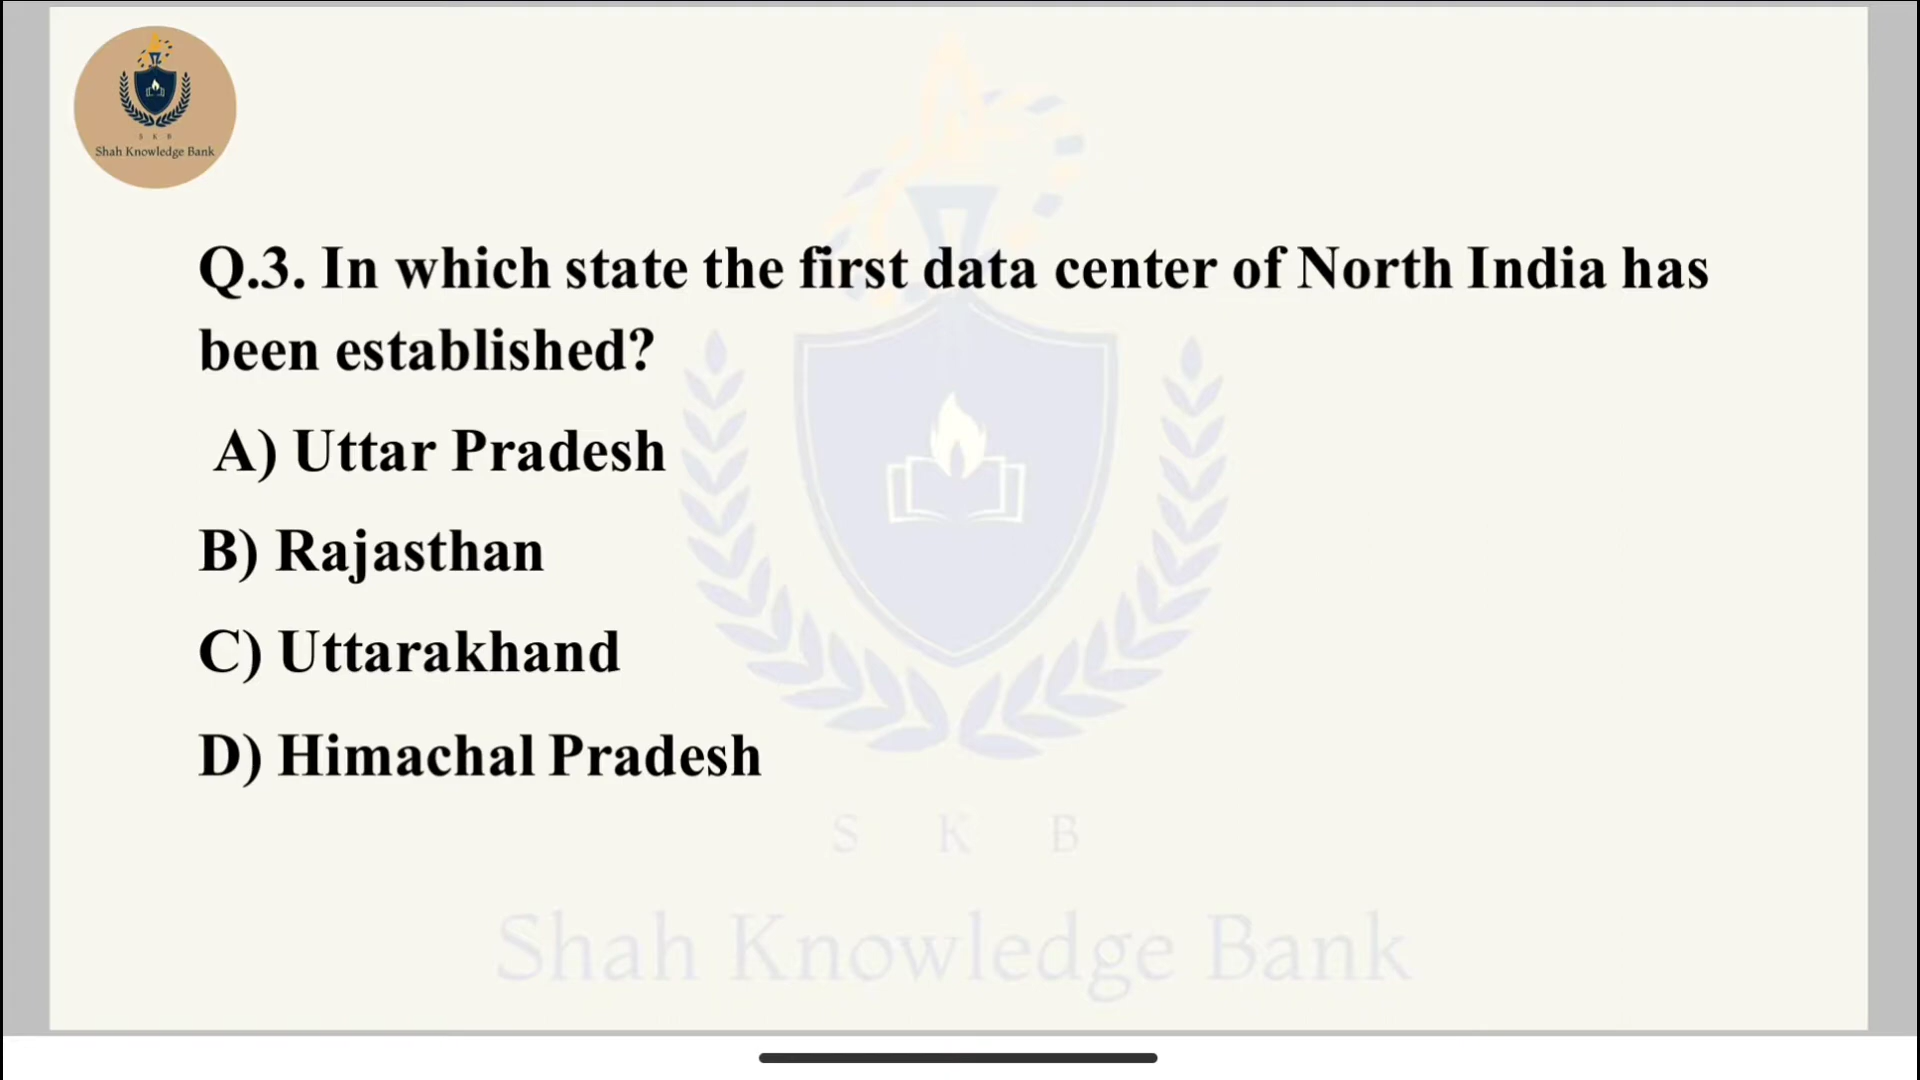 S K B
Shah Knowledge Bank
Q.3. In which state the first data center of North India has
been established?
A) Uttar Pradesh
B) Rajasthan
C) Uttarakhand
D) Himachal Pradesh
S K B
Shah Knowledge Bank